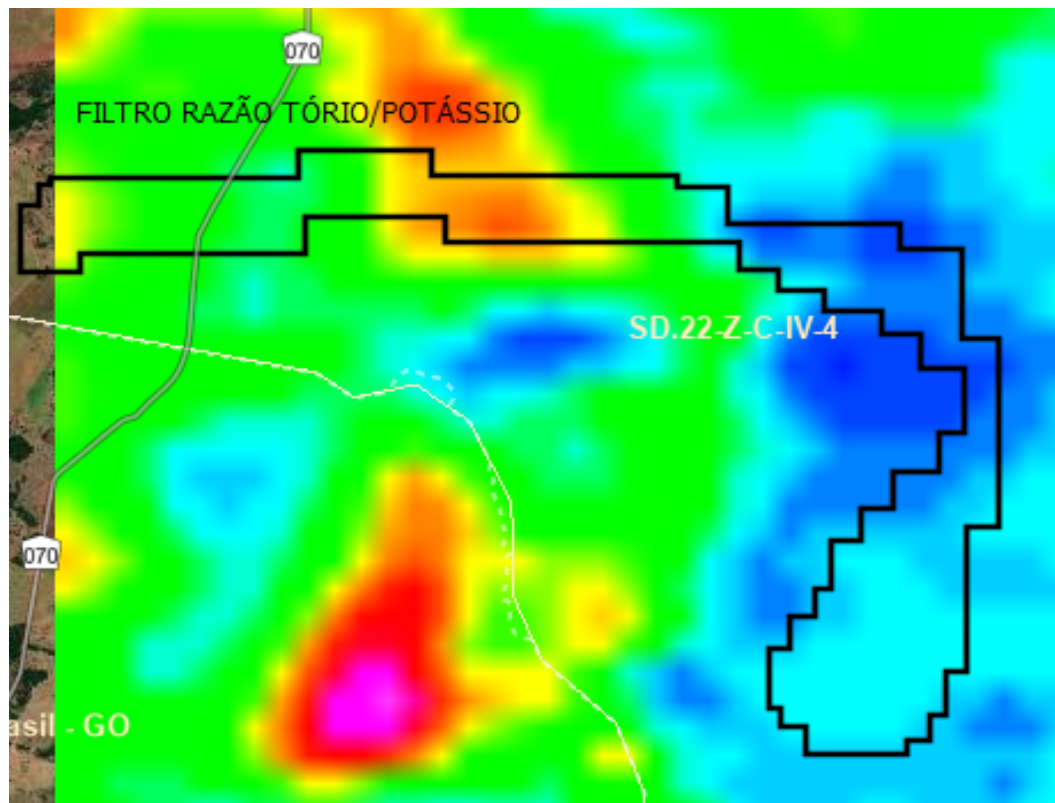 070
FILTRO RAZÃO TÓRIO/POTÁSSIO
SD.22-Z-C-IV-4
070
asil - GO